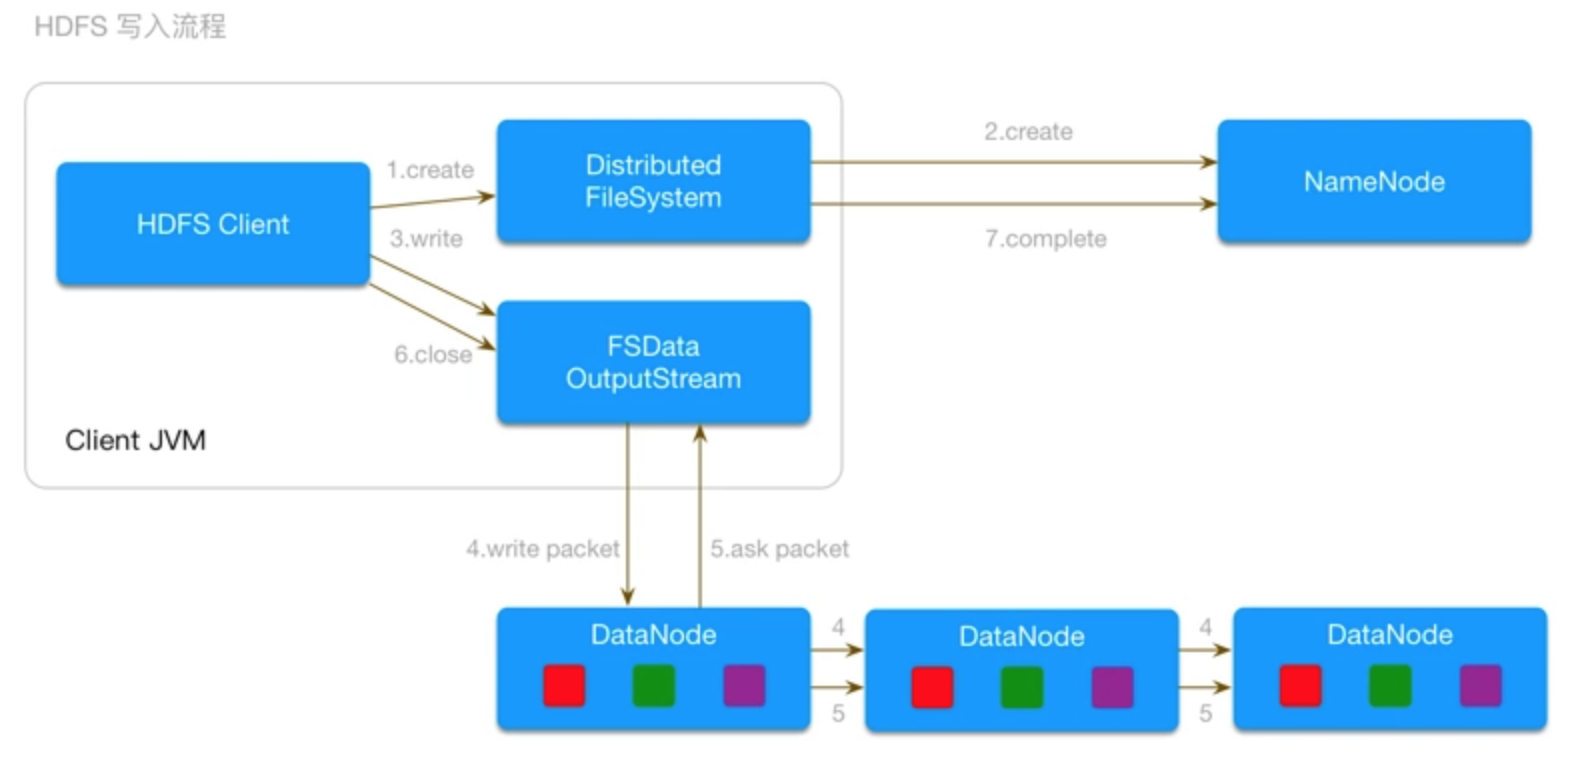 HDFS 写入流程
HDFS Client
1.create
3.write
6.close
Client JVM
Distributed
FileSystem
FSData
OutputStream
2.create
7.complete
NameNode
4.write packet
5.ask packet
DataNode
4
5
DataNode
4
5
DataNode